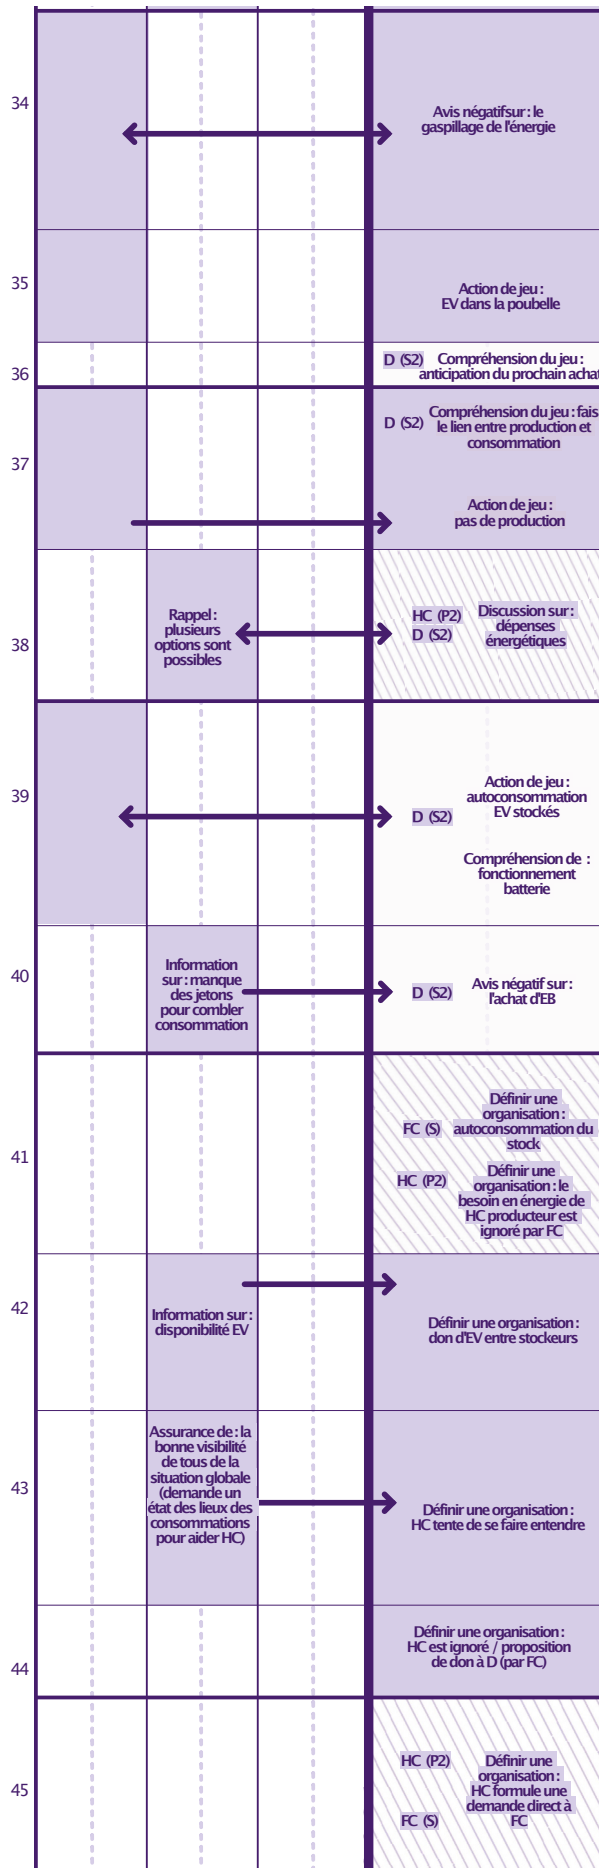 34
Avis négatifsur : le
gaspillage de l'énergie
35
Action de jeu :
EV dans la poubelle
36
D (S2) Compréhension du jeu :
anticipation du prochain achat
37
D (S2) Compréhension du jeu : fais
le lien entre production et
consommation
Action de jeu :
pas de production
38
Rappel :
plusieurs
options sont
possibles
HC (P2)
D (S2)
Discussion sur :
dépenses
énergétiques
39
D (S2)
Action de jeu :
autoconsommation
EV stockés
Compréhension de :
fonctionnement
batterie
40
Information
sur : manque
des jetons
pour combler
consommation
D (S2)
Avis négatif sur :
l'achat d'EB
41
FC (S)
Définir une
organisation :
autoconsommation du
stock
HC (P2)
Définir une
organisation : le
besoin en énergie de
HC producteur est
ignoré par FC
42
Information sur :
disponibilité EV
Définir une organisation :
don d'EV entre stockeurs
43
Assurance de : la
bonne visibilité
de tous de la
situation globale
(demande un
état des lieux des
consommations
pour aider HC)
Définir une organisation :
HC tente de se faire entendre
44
Définir une organisation :
HC est ignoré / proposition
de don à D (par FC)
45
HC (P2)
FC (S)
Définir une
organisation :
HC formule une
demande direct à
FC